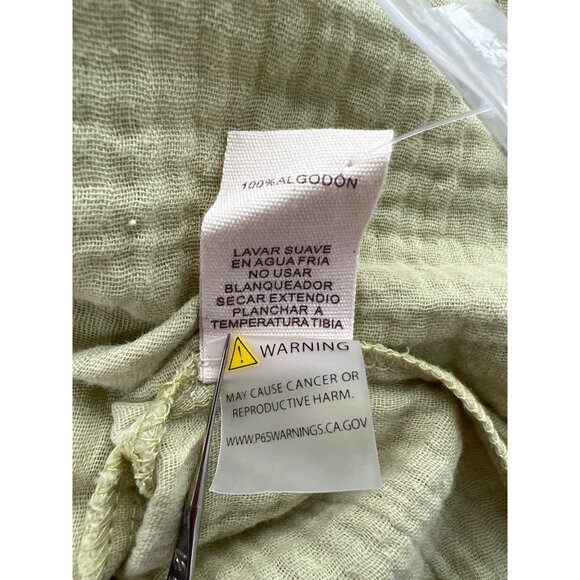 100% ALGODÓN
LAVAR SUAVE
EN AGUA FRIA
NO USAR
BLANQUEADOR
SECAR EXTENDIO
PLANCHAR A
TEMPERATURA TIBIA
WARNING
MAY CAUSE CANCER OR
REPRODUCTIVE HARM.
WWW.P65WARNINGS.CA.GOV